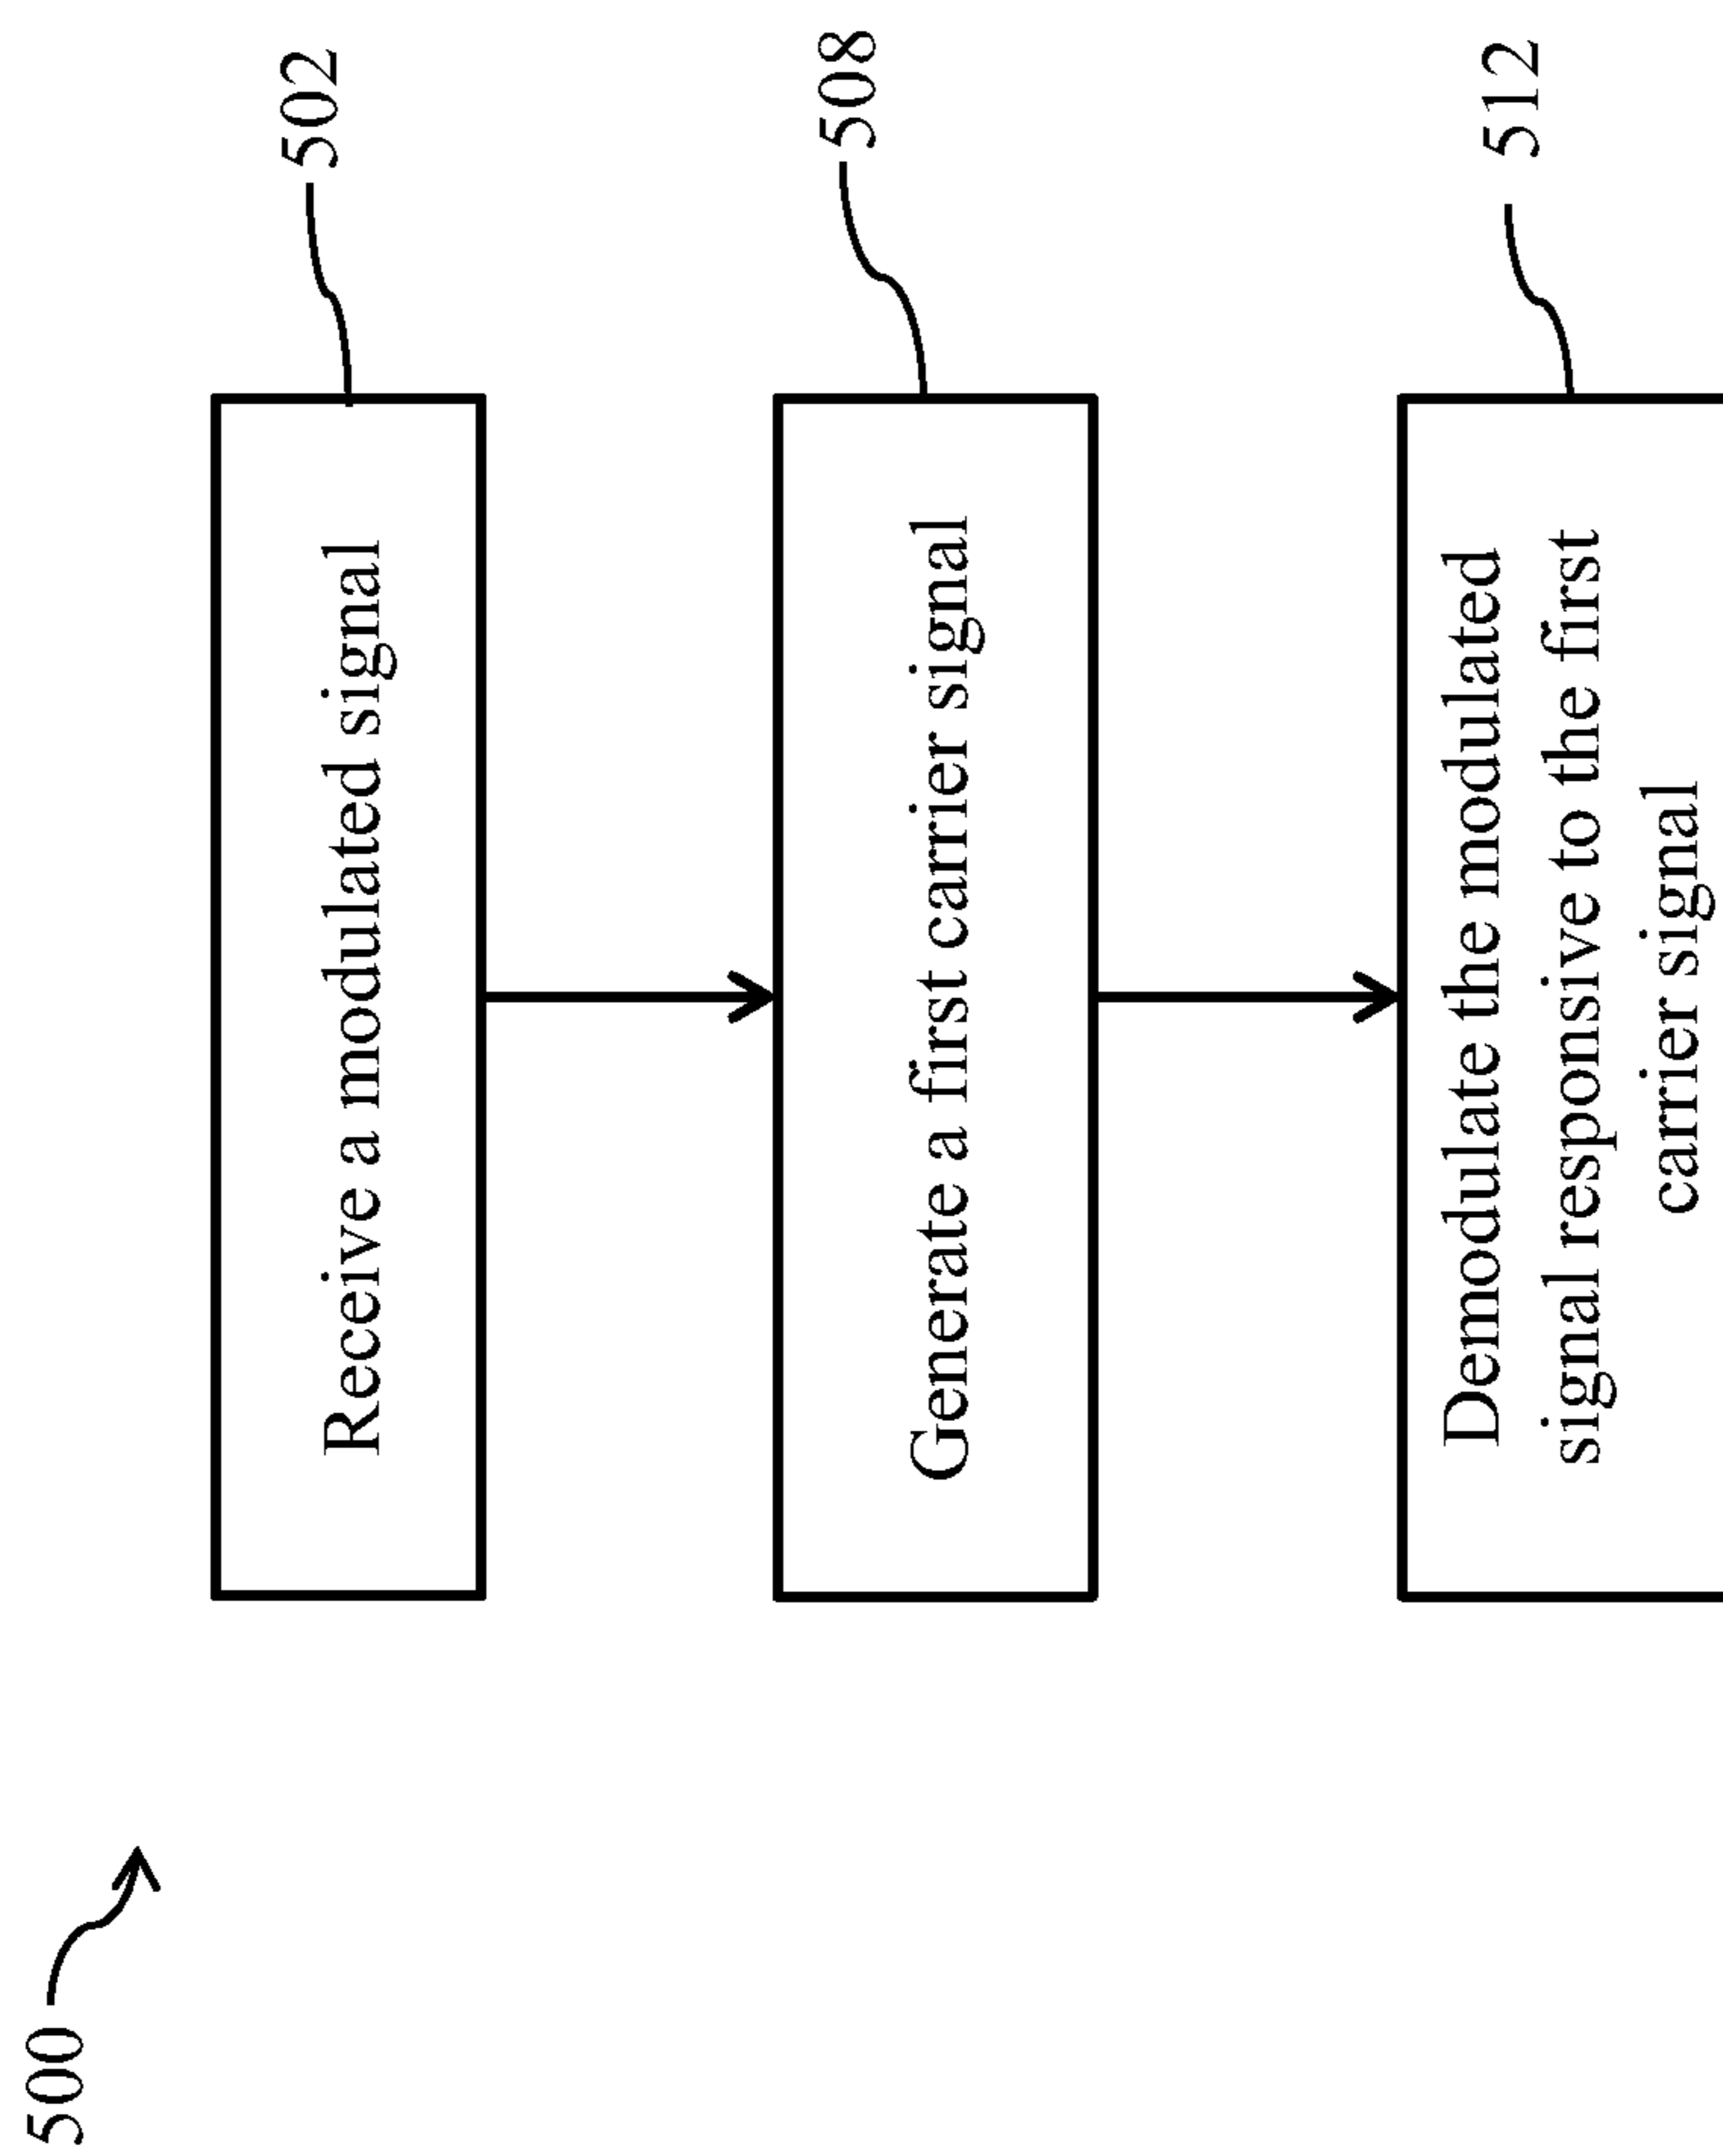 500
502
Receive a modulated signal
508
Generate a first carrier signal
512
Demodulate the modulated
signal responsive to the first
carrier signal